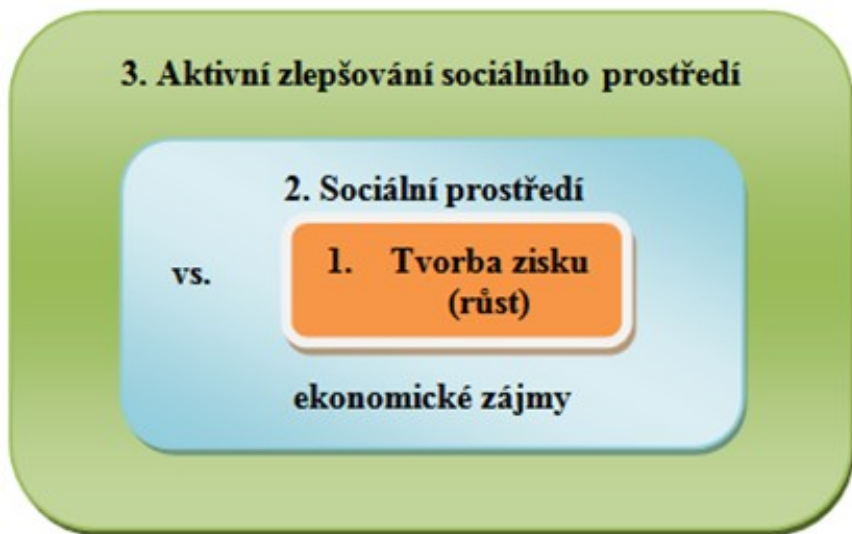 3. Aktivní zlepšování sociálního prostředí
2. Sociální prostředí
vs.
1. Tvorba zisku
(růst)
ekonomické zájmy